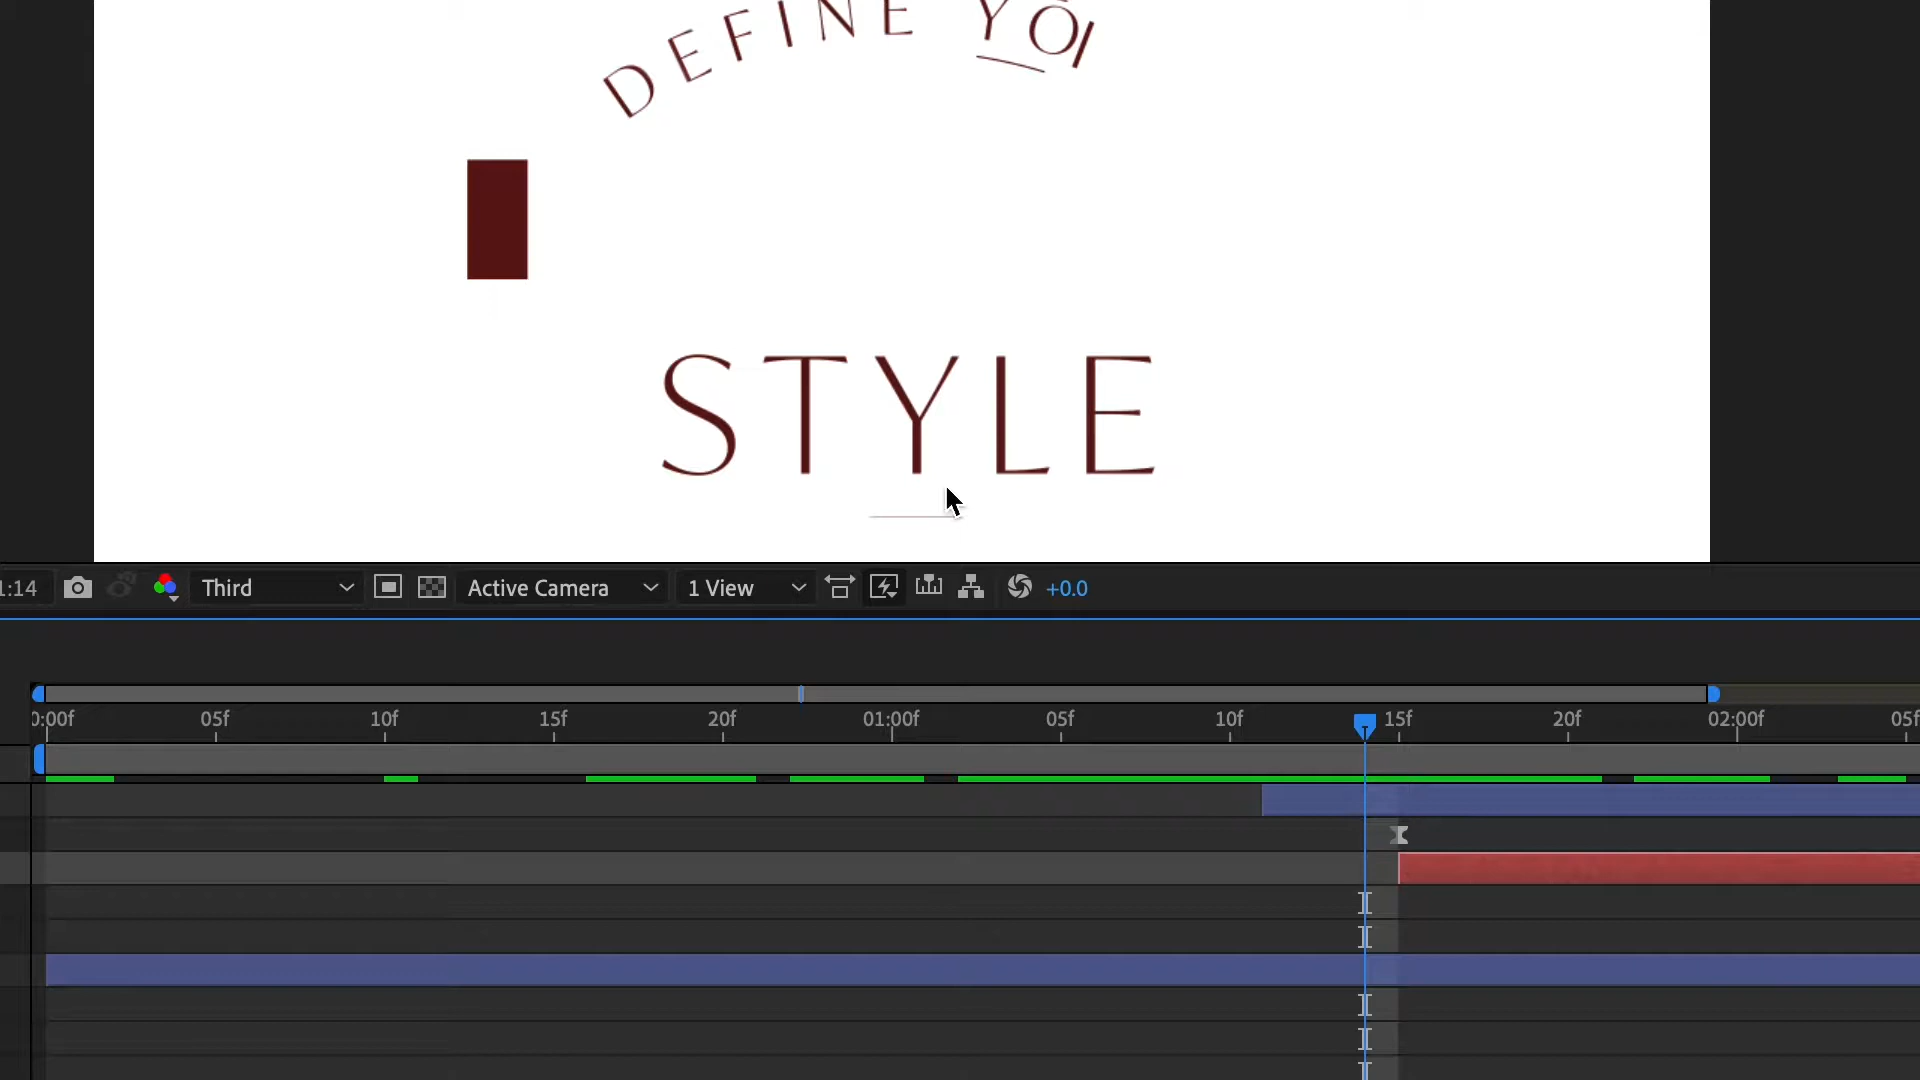 DEFINE YO
STYLE
1:14
Third
Active Camera
1 View
+0.0
0:00f 05f 10f 15f 20f 01:00f 05f 10f 15f 20f 02:00f 05f